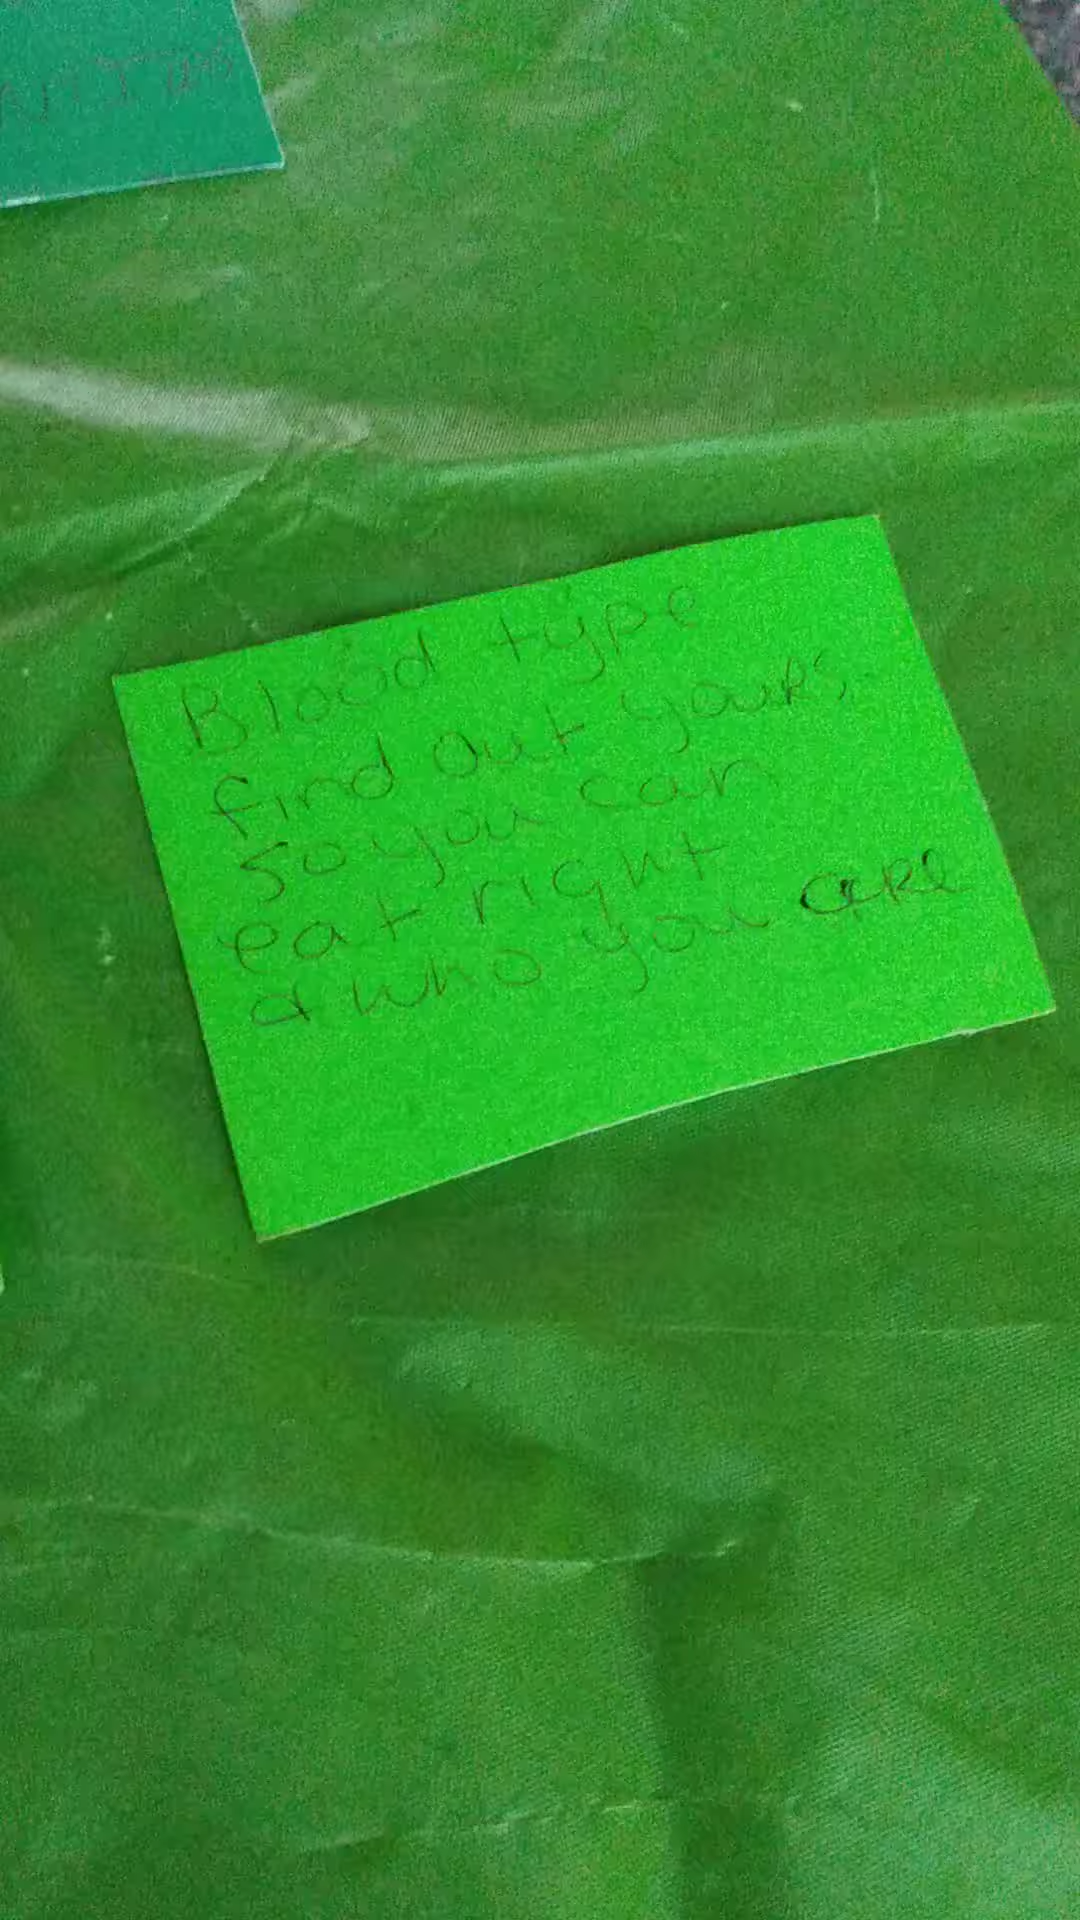 Blood type
find out yours,
so you can
eat right
& who you are